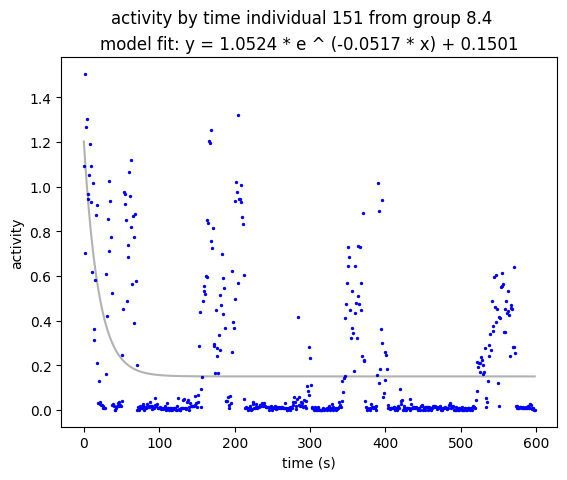 activity by time individual 151 from group 8.4
model fit: y = 1.0524 * e ^ (-0.0517 * x) + 0.1501
1.4
1.2
1.0
0.8
0.6
0.4
0.2
0.0
activity
0 100 200 300 400 500 600
time (s)